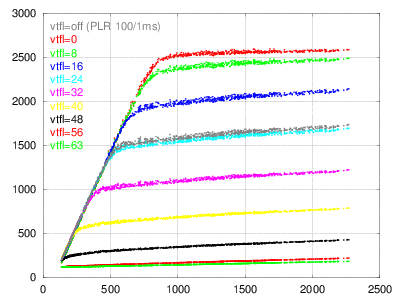 3000
2500
2000
1500
1000
500
0
vtfl=off (PLR 100/1ms)
vtfl=0
vtfl=8
vtfl=16
vtfl=24
vtfl=32
vtfl=40
vtfl=48
vtfl=56
vtfl=63
0 500 1000 1500 2000 2500